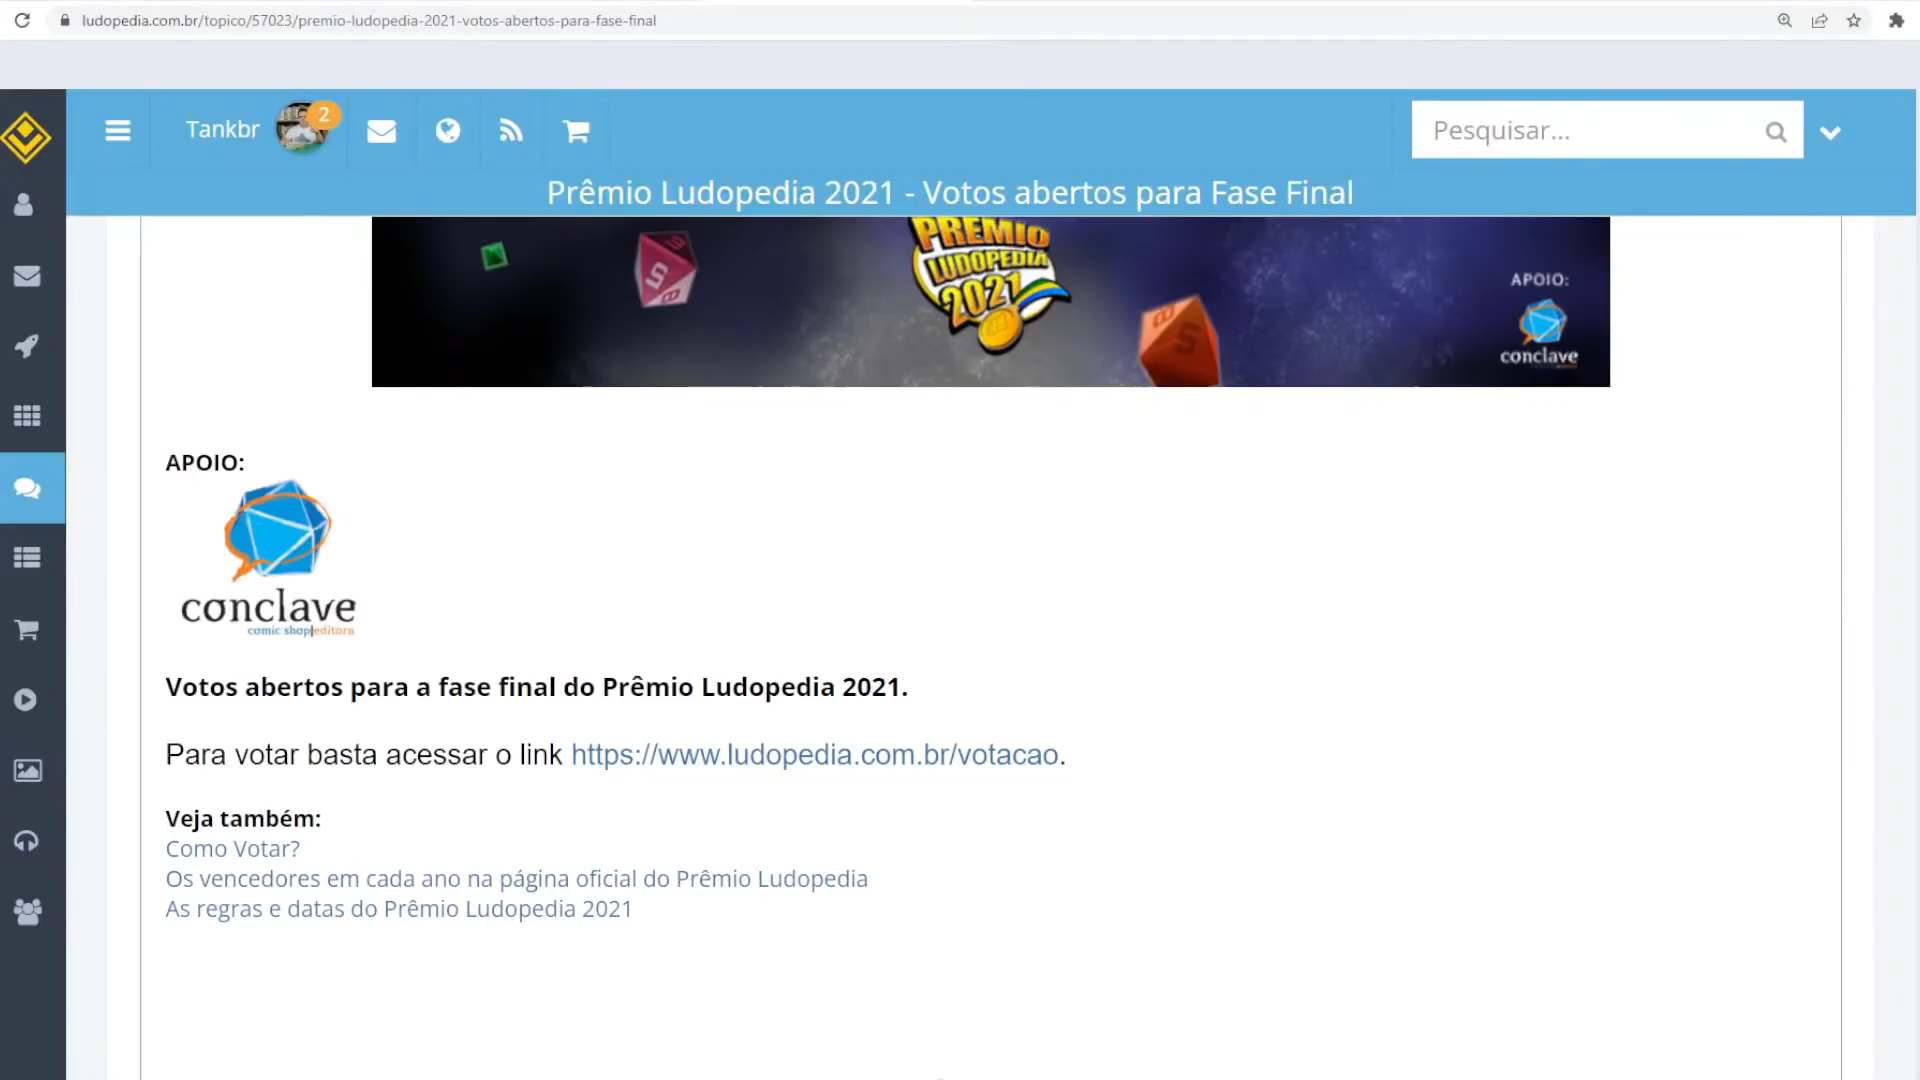 ludopedia.com.br/topico/57023/premio-ludopedia-2021-votos-abertos-para-fase-final
Tankbr
2
Pesquisar...
Prêmio Ludopedia 2021 - Votos abertos para Fase Final
PRÊMIO
LUDOPEDIA
2021
APOIO:
conclave
APOIO:
conclave
comic shop|editora
Votos abertos para a fase final do Prêmio Ludopedia 2021.
Para votar basta acessar o link https://www.ludopedia.com.br/votacao.
Veja também:
Como Votar?
Os vencedores em cada ano na página oficial do Prêmio Ludopedia
As regras e datas do Prêmio Ludopedia 2021